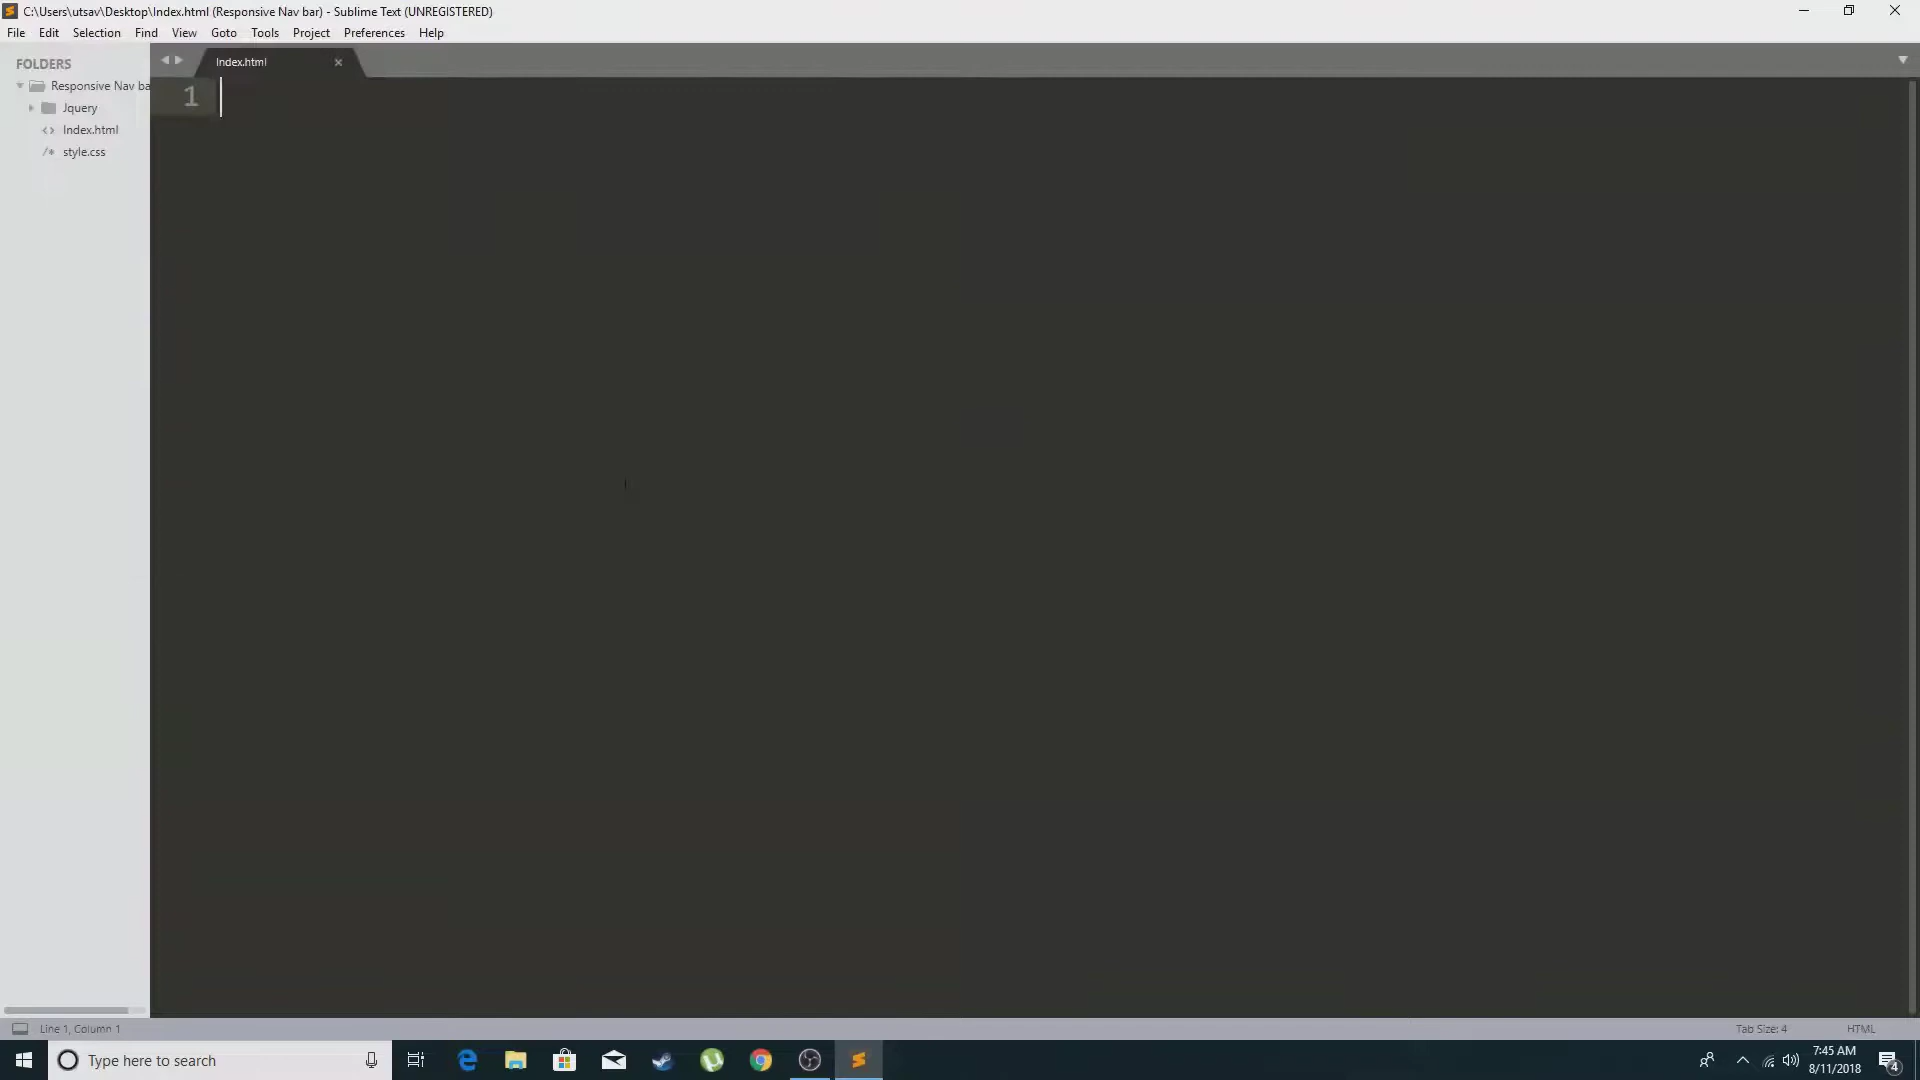 C:\Users\utsav\Desktop\Index.html (Responsive Nav bar) - Sublime Text (UNREGISTERED)
File Edit Selection Find View Goto Tools Project Preferences Help
FOLDERS
Responsive Nav ba
Jquery
Index.html
style.css
Index.html
1
Line 1, Column 1
Tab Size: 4
HTML
Type here to search
7:45 AM
8/11/2018
4